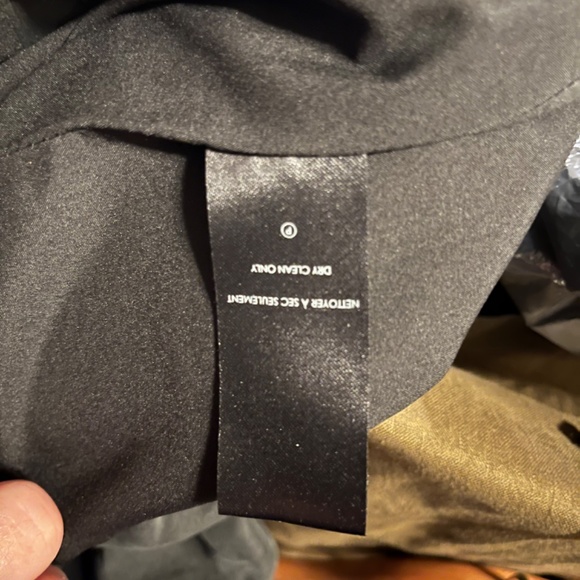 NETTOYER À SEC SEULEMENT
DRY CLEAN ONLY
P